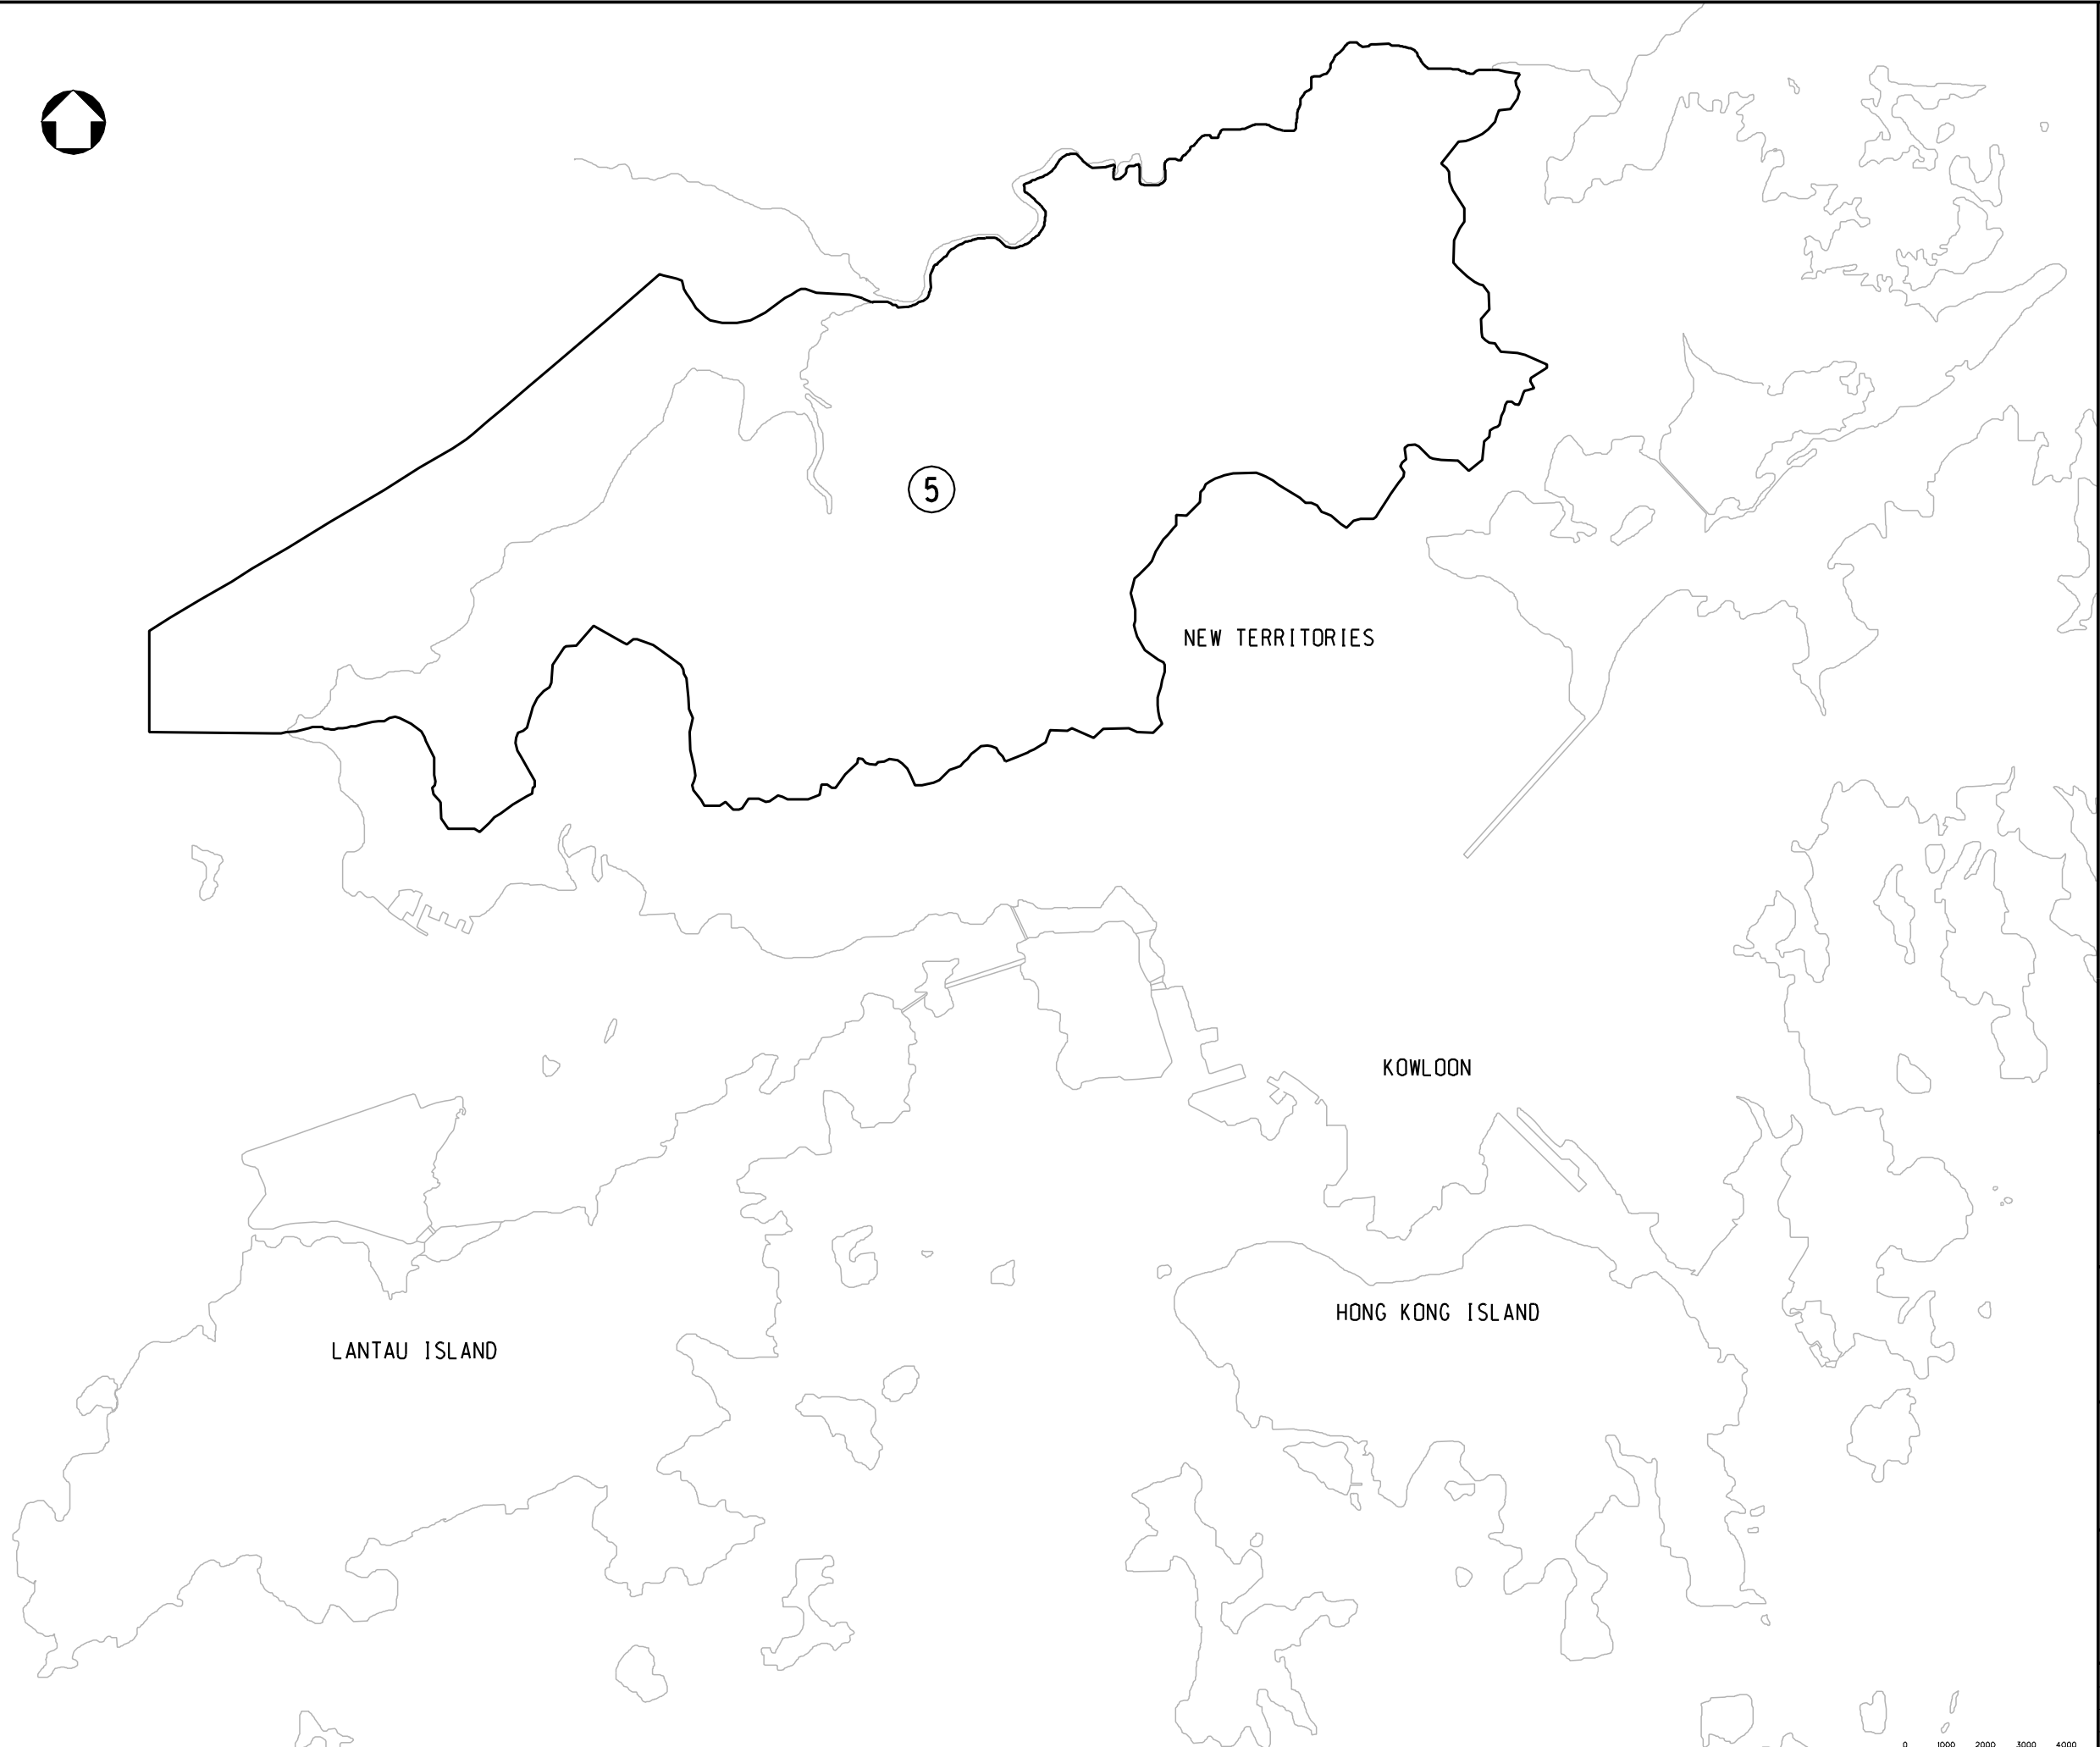 5
NEW TERRITORIES
KOWLOON
HONG KONG ISLAND
LANTAU ISLAND
0 1000 2000 3000 4000